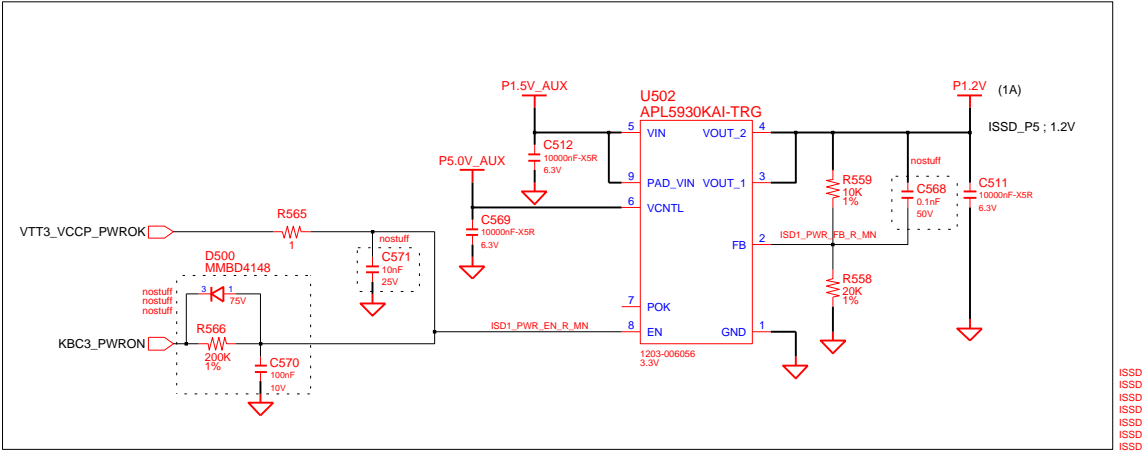 P1.5V_AUX
U502
APL5930KAI-TRG
P1.2V
(1A)
5
VIN
VOUT_2
4
ISSD_P5 ; 1.2V
C512
10000nF-X5R
6.3V
P5.0V_AUX
nostuff
9
PAD_VIN
VOUT_1
3
R559
10K
1%
C568
0.1nF
50V
C511
10000nF-X5R
6.3V
6
VCNTL
C569
10000nF-X5R
6.3V
R565
1
VTT3_VCCP_PWROK
nostuff
FB
2
ISD1_PWR_FB_R_MN
D500
MMBD4148
C571
10nF
25V
R558
20K
1%
nostuff
nostuff
nostuff
3
1
75V
7
POK
R566
200K
1%
ISD1_PWR_EN_R_MN
8
EN
GND
1
KBC3_PWRON
C570
100nF
10V
1203-006056
3.3V
ISSD
ISSD
ISSD
ISSD
ISSD
ISSD
ISSD